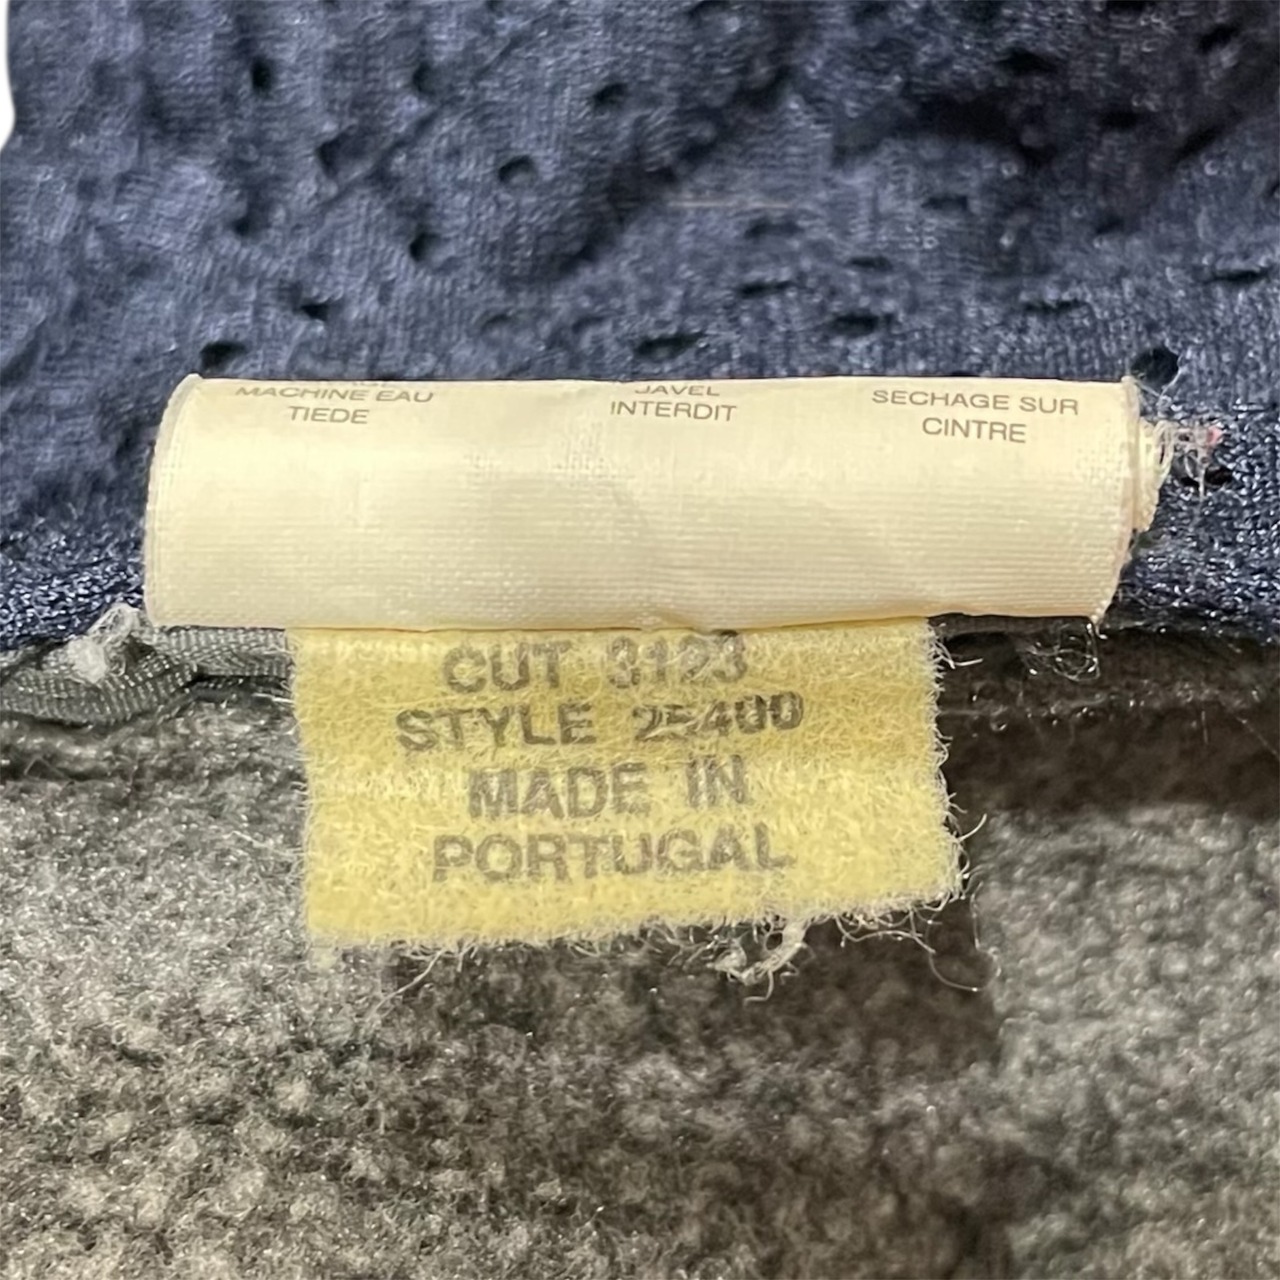 MACHINE EAU
TIEDE
JAVEL
INTERDIT
SECHAGE SUR
CINTRE
CUT 3123
STYLE 25400
MADE IN
PORTUGAL